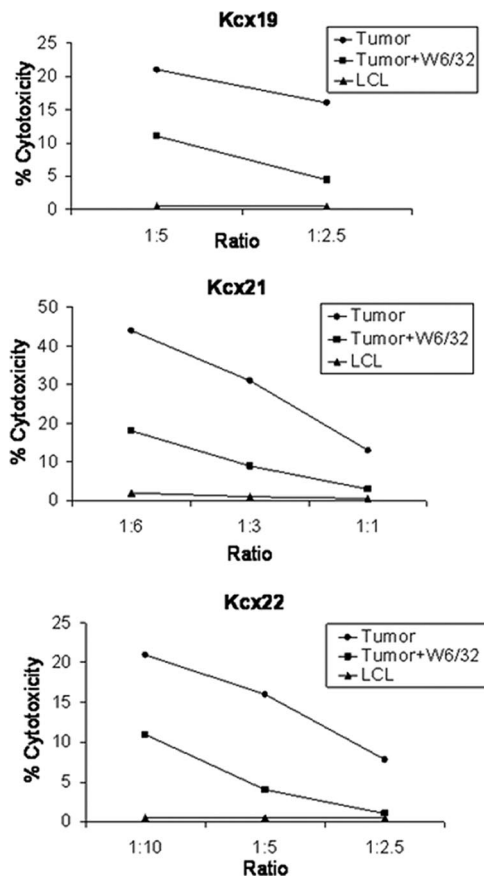 Kcx19
25
20
15
10
5
0
% Cytotoxicity
Tumor
Tumor+W6/32
LCL
1:5 1:2.5
Ratio
Kcx21
50
40
30
20
10
0
% Cytotoxicity
Tumor
Tumor+W6/32
LCL
1:6 1:3 1:1
Ratio
Kcx22
25
20
15
10
5
0
% Cytotoxicity
Tumor
Tumor+W6/32
LCL
1:10 1:5 1:2.5
Ratio